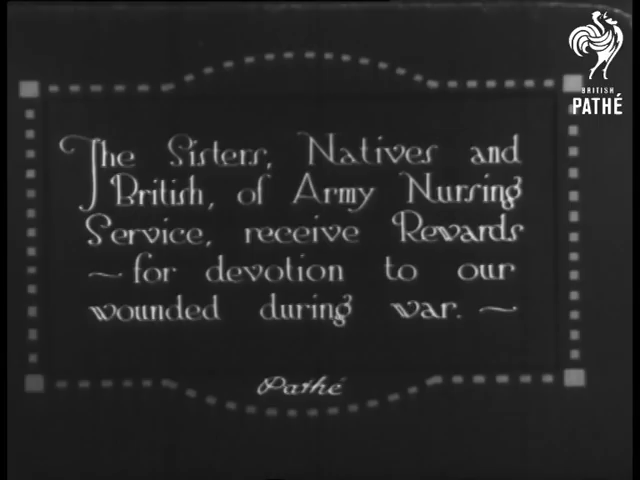 BRITISH
PATHÉ
The Sisters, Natives and
British, of Army Nursing
Service, receive Rewards
~ for devotion to our
wounded during war. ~
Pathé